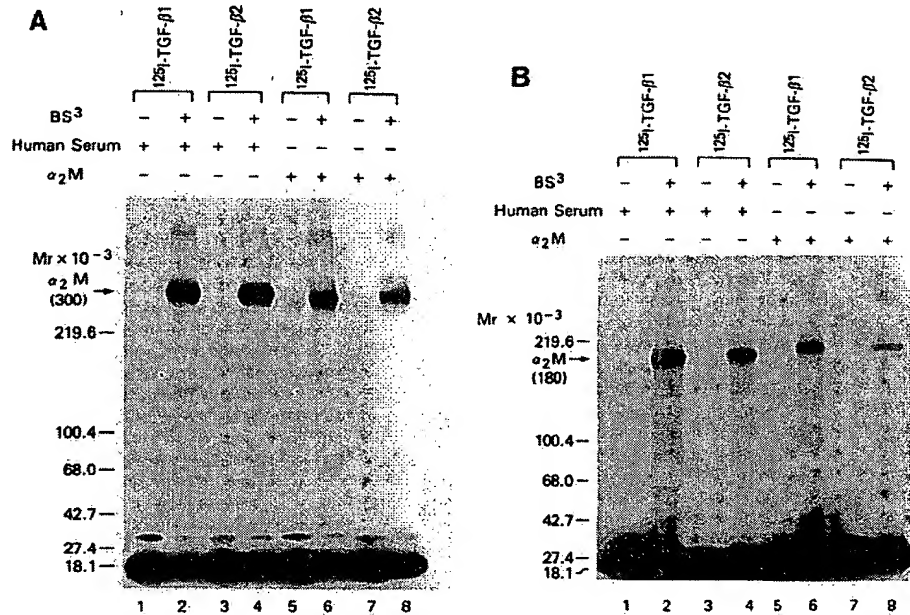 A
125I-TGF-β1 125I-TGF-β2 125I-TGF-β1 125I-TGF-β2
BS3 - + - + - + - +
Human Serum + + + + - - - -
α2M - - - - + + + +
Mr × 10-3
α2M
(300)
219.6
100.4
68.0
42.7
27.4
18.1
1 2 3 4 5 6 7 8
B
125I-TGF-β1 125I-TGF-β2 125I-TGF-β1 125I-TGF-β2
BS3 - + - + - + - +
Human Serum + + + + - - - -
α2M - - - - + + + +
Mr × 10-3
219.6
α2M
(180)
100.4
68.0
42.7
27.4
18.1
1 2 3 4 5 6 7 8